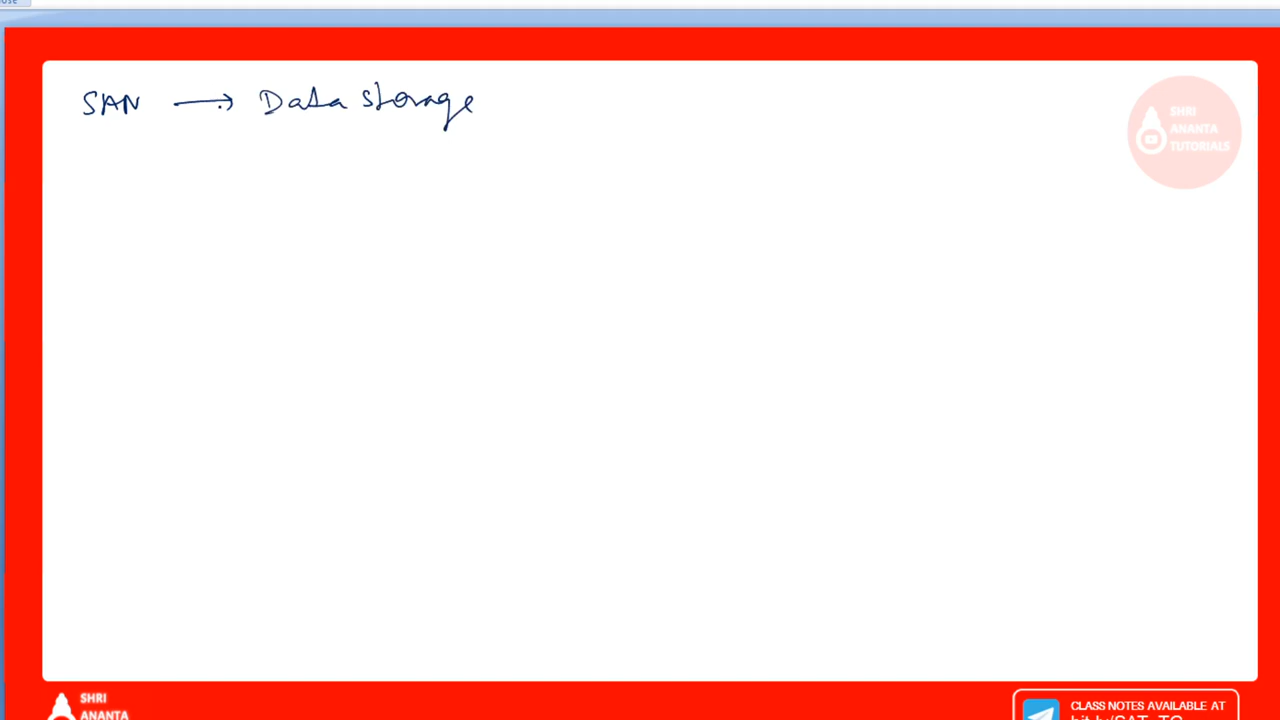 SAN → Data Storage
SHRI
ANANTA
TUTORIALS
SHRI
ANANTA
CLASS NOTES AVAILABLE AT